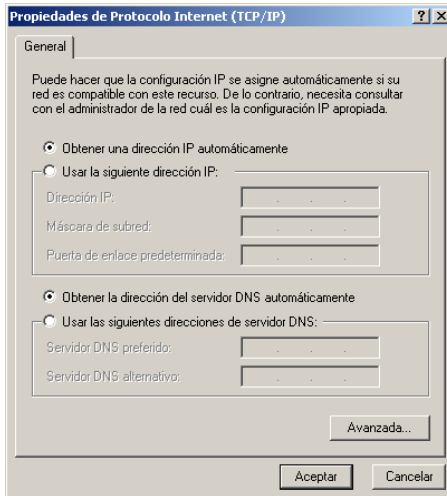 Propiedades de Protocolo Internet (TCP/IP)
General
Puede hacer que la configuración IP se asigne automáticamente si su
red es compatible con este recurso. De lo contrario, necesita consultar
con el administrador de la red cuál es la configuración IP apropiada.
Obtener una dirección IP automáticamente
Usar la siguiente dirección IP:
Dirección IP:
Máscara de subred:
Puerta de enlace predeterminada:
Obtener la dirección del servidor DNS automáticamente
Usar las siguientes direcciones de servidor DNS:
Servidor DNS preferido:
Servidor DNS alternativo:
Avanzada...
Aceptar
Cancelar